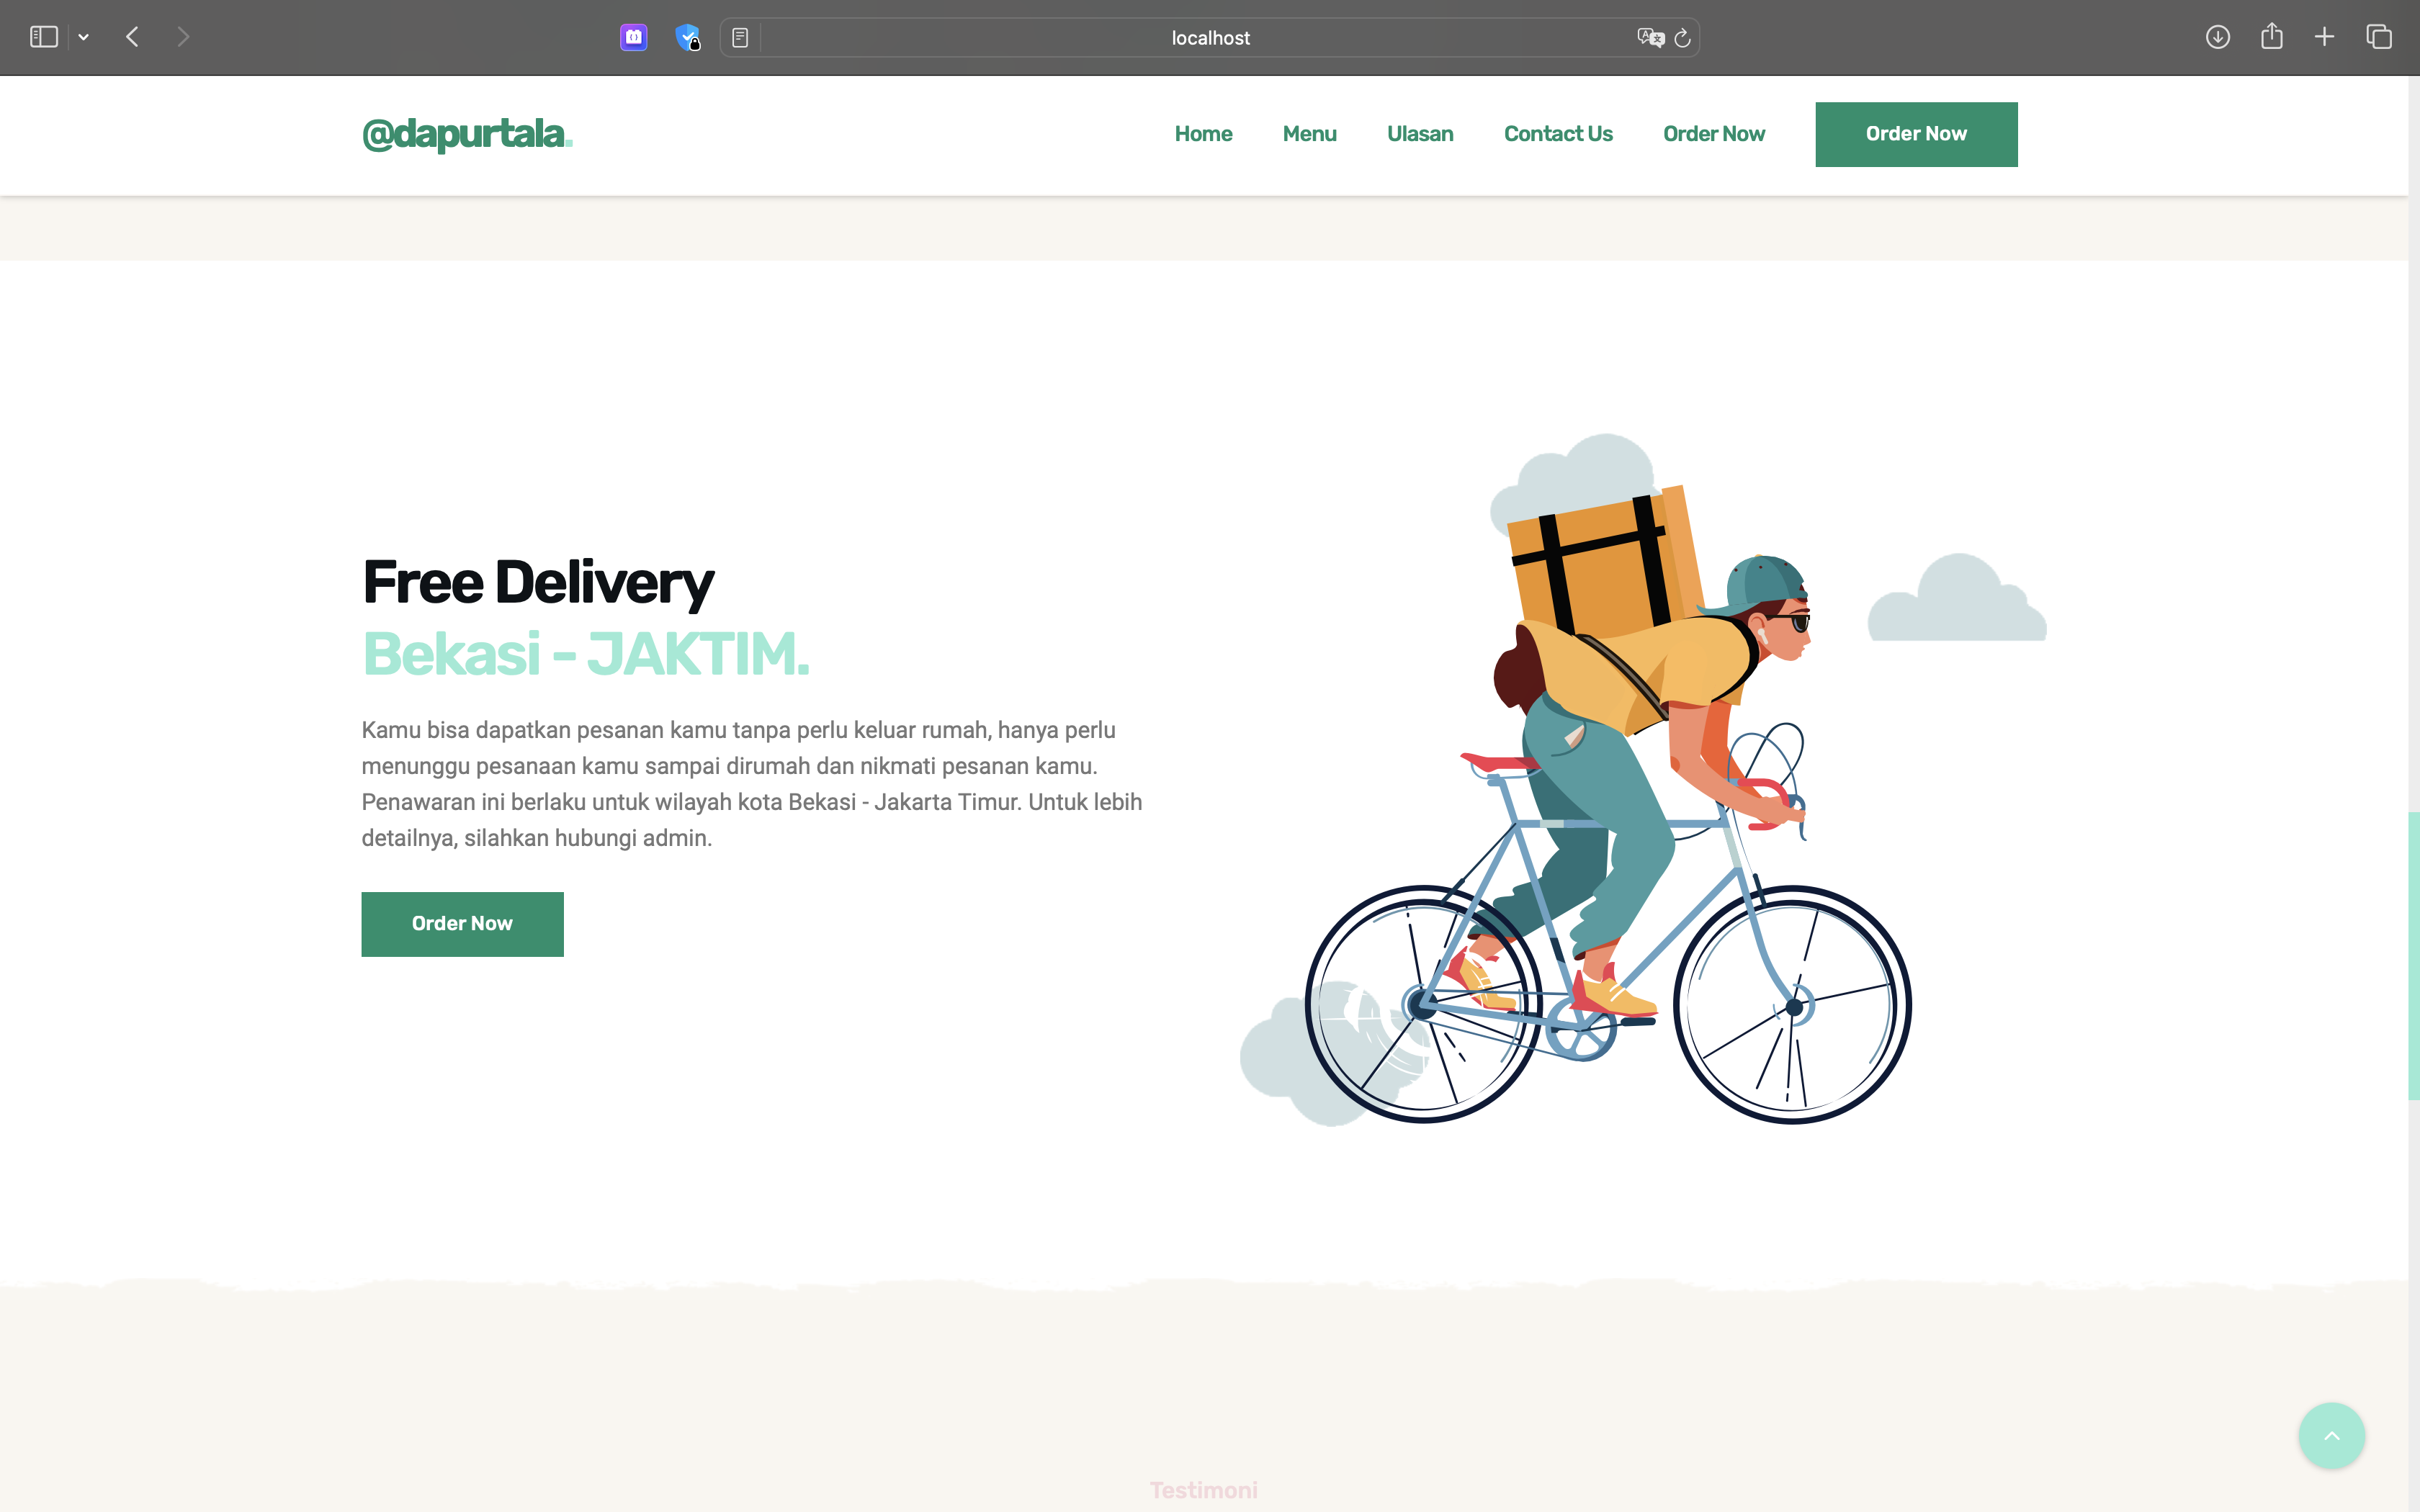 localhost
@dapurtala.
Home Menu Ulasan Contact Us Order Now Order Now
Free Delivery
Bekasi - JAKTIM.
Kamu bisa dapatkan pesanan kamu tanpa perlu keluar rumah, hanya perlu
menunggu pesanaan kamu sampai dirumah dan nikmati pesanan kamu.
Penawaran ini berlaku untuk wilayah kota Bekasi - Jakarta Timur. Untuk lebih
detailnya, silahkan hubungi admin.
Order Now
Testimoni